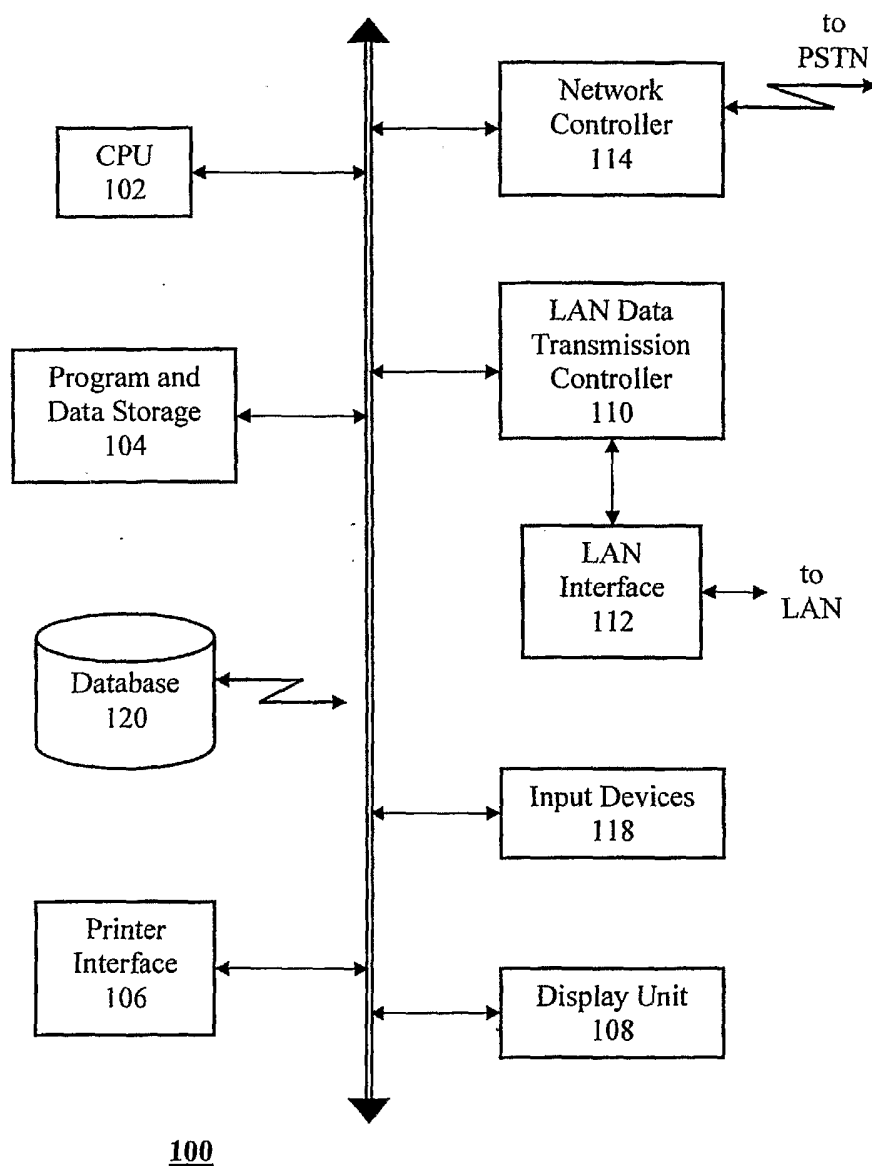 to
PSTN
Network
Controller
114
CPU
102
LAN Data
Transmission
Controller
110
Program and
Data Storage
104
LAN
Interface
112
to
LAN
Database
120
Input Devices
118
Printer
Interface
106
Display Unit
108
100